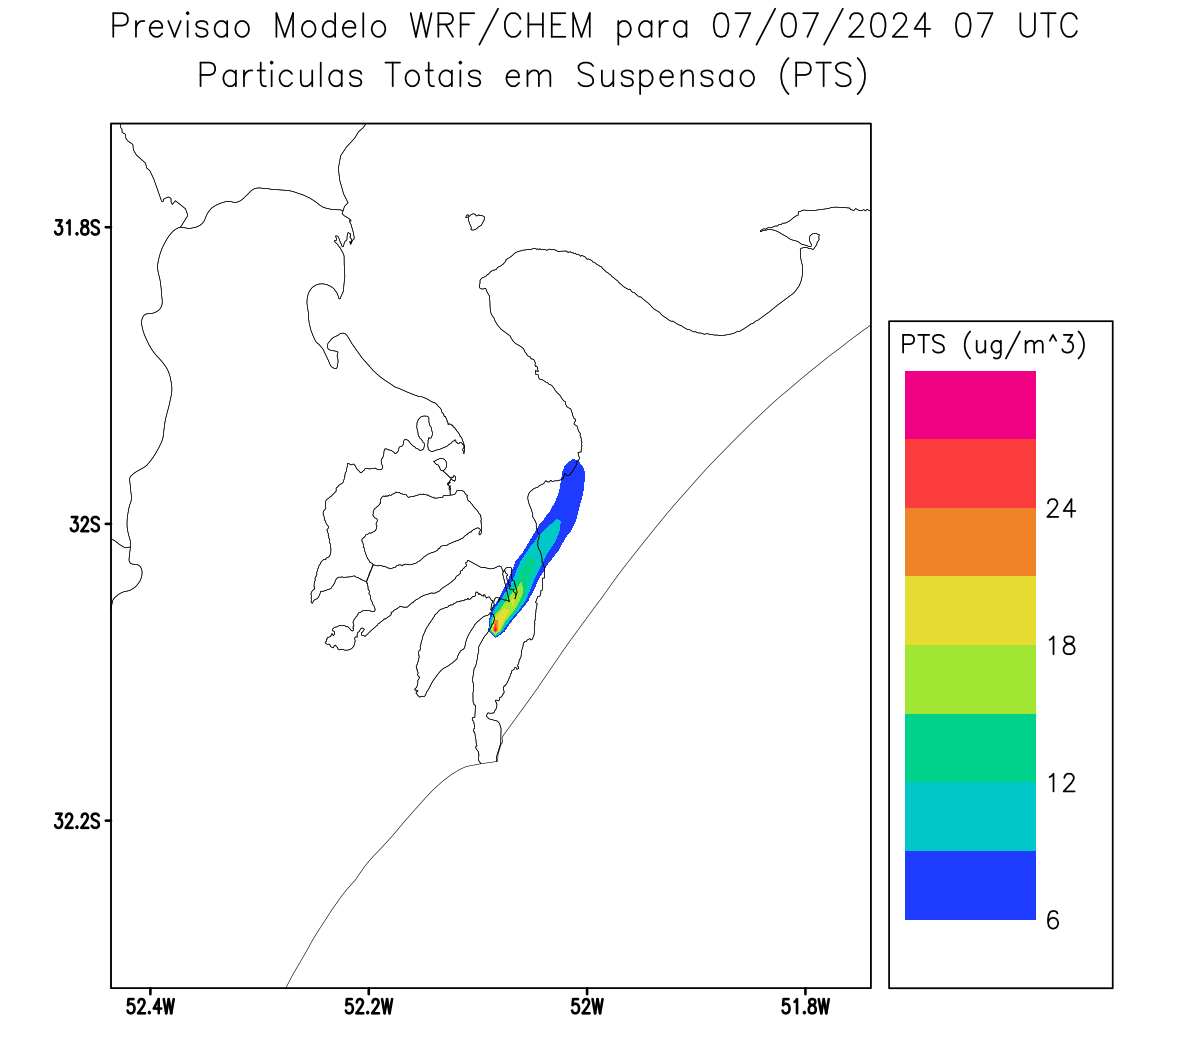 Previsao Modelo WRF/CHEM para 07/07/2024 07 UTC
Particulas Totais em Suspensao (PTS)
31.8S
32S
32.2S
52.4W 52.2W 52W 51.8W
PTS (ug/m^3)
24
18
12
6